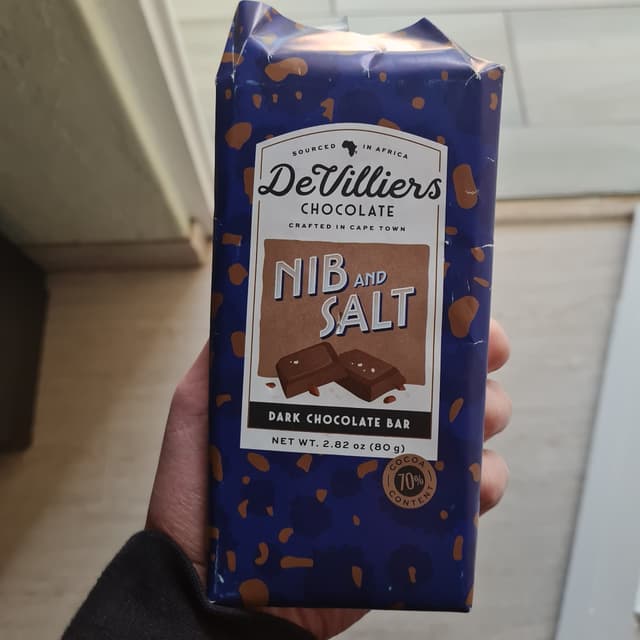 SOURCED IN AFRICA
DeVilliers
CHOCOLATE
CRAFTED IN CAPE TOWN
NIB AND
SALT
DARK CHOCOLATE BAR
NET WT. 2.82 oz (80 g)
COCOA
70%
CONTENT